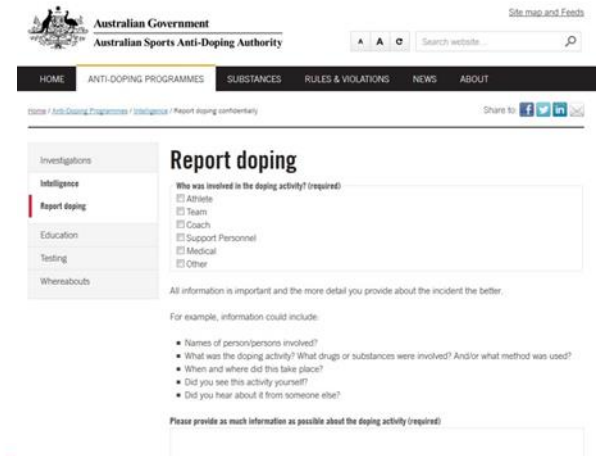 Site map and Feeds
Australian Government
Australian Sports Anti-Doping Authority
A A Search website...
HOME ANTI-DOPING PROGRAMMES SUBSTANCES RULES & VIOLATIONS NEWS ABOUT
Home / Anti-Doping Programmes / Intelligence / Report doping confidentially
Share to:
Investigations
Intelligence
Report doping
Education
Testing
Whereabouts
Report doping
Who was involved in the doping activity? (required)
Athlete
Team
Coach
Support Personnel
Medical
Other
All information is important and the more detail you provide about the incident the better.
For example, information could include:
Names of person/persons involved?
What was the doping activity? What drugs or substances were involved? And/or what method was used?
When and where did this take place?
Did you see this activity yourself?
Did you hear about it from someone else?
Please provide as much information as possible about the doping activity (required)